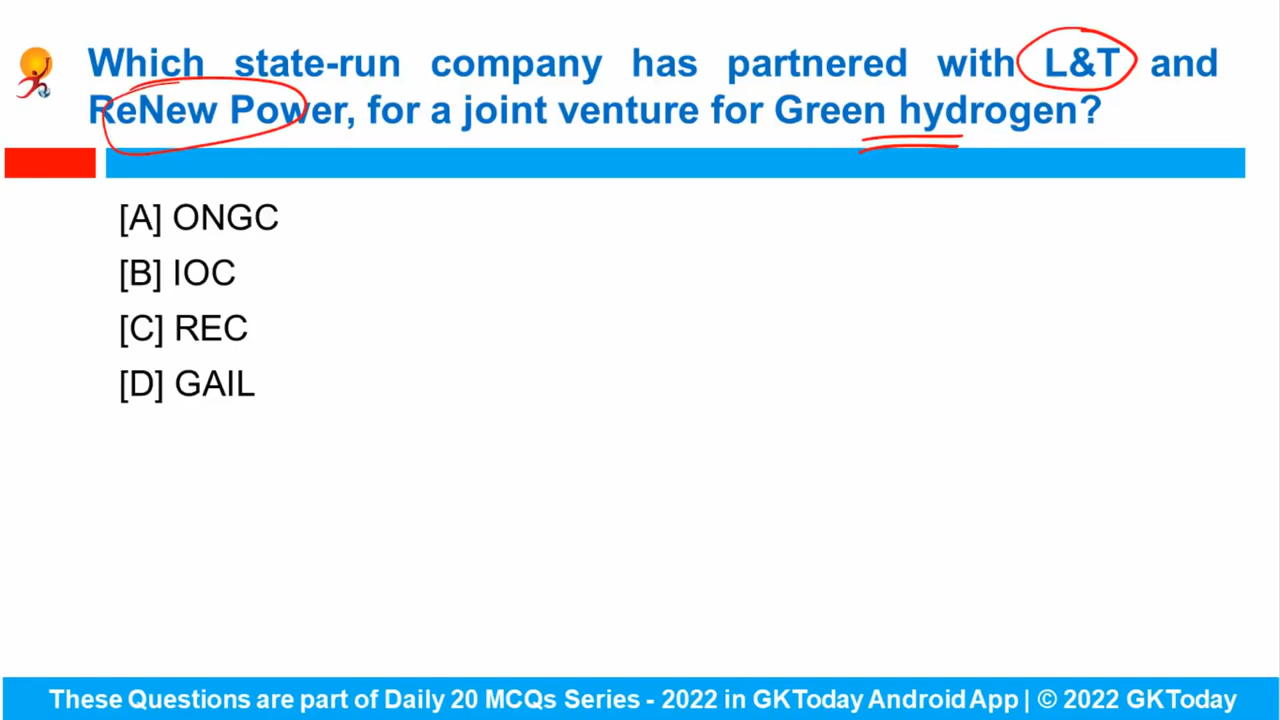 Which state-run company has partnered with L&T and
ReNew Power, for a joint venture for Green hydrogen?
[A] ONGC
[B] IOC
[C] REC
[D] GAIL
These Questions are part of Daily 20 MCQs Series - 2022 in GKToday Android App | © 2022 GKToday